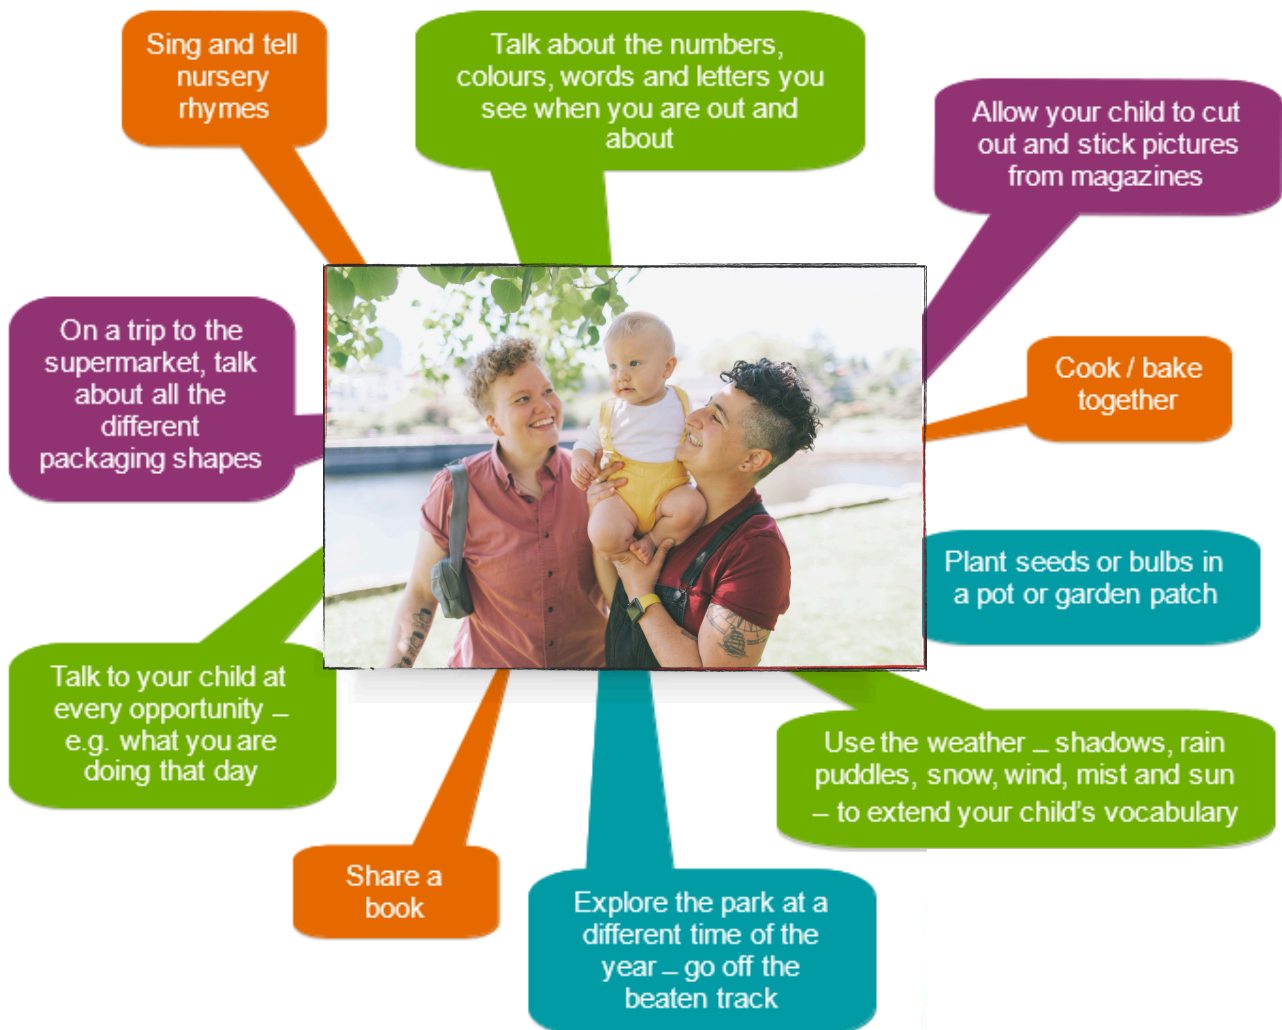 Sing and tell
nursery
rhymes
Talk about the numbers,
colours, words and letters you
see when you are out and
about
Allow your child to cut
out and stick pictures
from magazines
On a trip to the
supermarket, talk
about all the
different
packaging shapes
Cook / bake
together
Plant seeds or bulbs in
a pot or garden patch
Talk to your child at
every opportunity –
e.g. what you are
doing that day
Use the weather – shadows, rain
puddles, snow, wind, mist and sun
– to extend your child's vocabulary
Share a
book
Explore the park at a
different time of the
year – go off the
beaten track